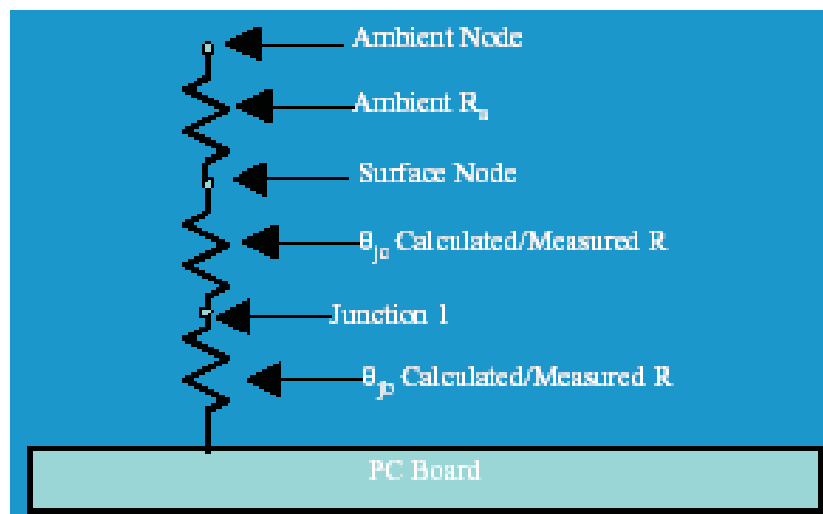 Ambient Node
Ambient Rₐ
Surface Node
θjc Calculated/Measured R
Junction 1
θjb Calculated/Measured R
PC Board